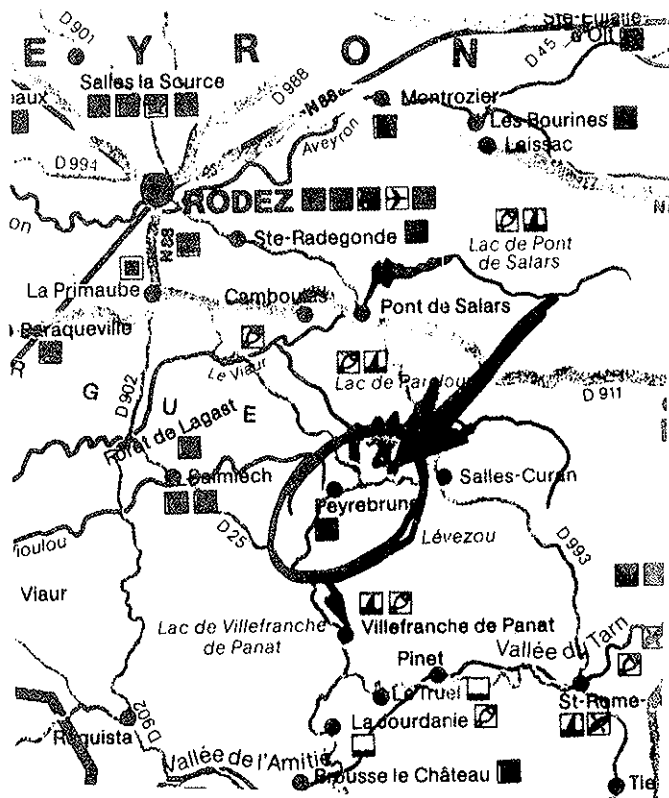 D901
E Y R O N
Ste-Eulalie
d'Olt
D45
Salles la Source
D988
N88
Montrozier
Aveyron
Les Bourines
Laissac
D994
RODEZ
Ste-Radegonde
N88
Lac de Pont
de Salars
La Primaube
Camboulas
Pont de Salars
Baraqueville
Le Viaur
Lac de Pareloup
R
G U E
D902
D911
Forêt de Lagast
Salmiech
Peyrebrune
Salles-Curan
D25
Lévezou
D993
Viaur
Lac de Villefranche
de Panat
Villefranche de Panat
Vallée du Tarn
Pinet
Le Truel
St-Rome-
La Jourdanie
D902
Réquista
Vallée de l'Amitié
Brousse le Château